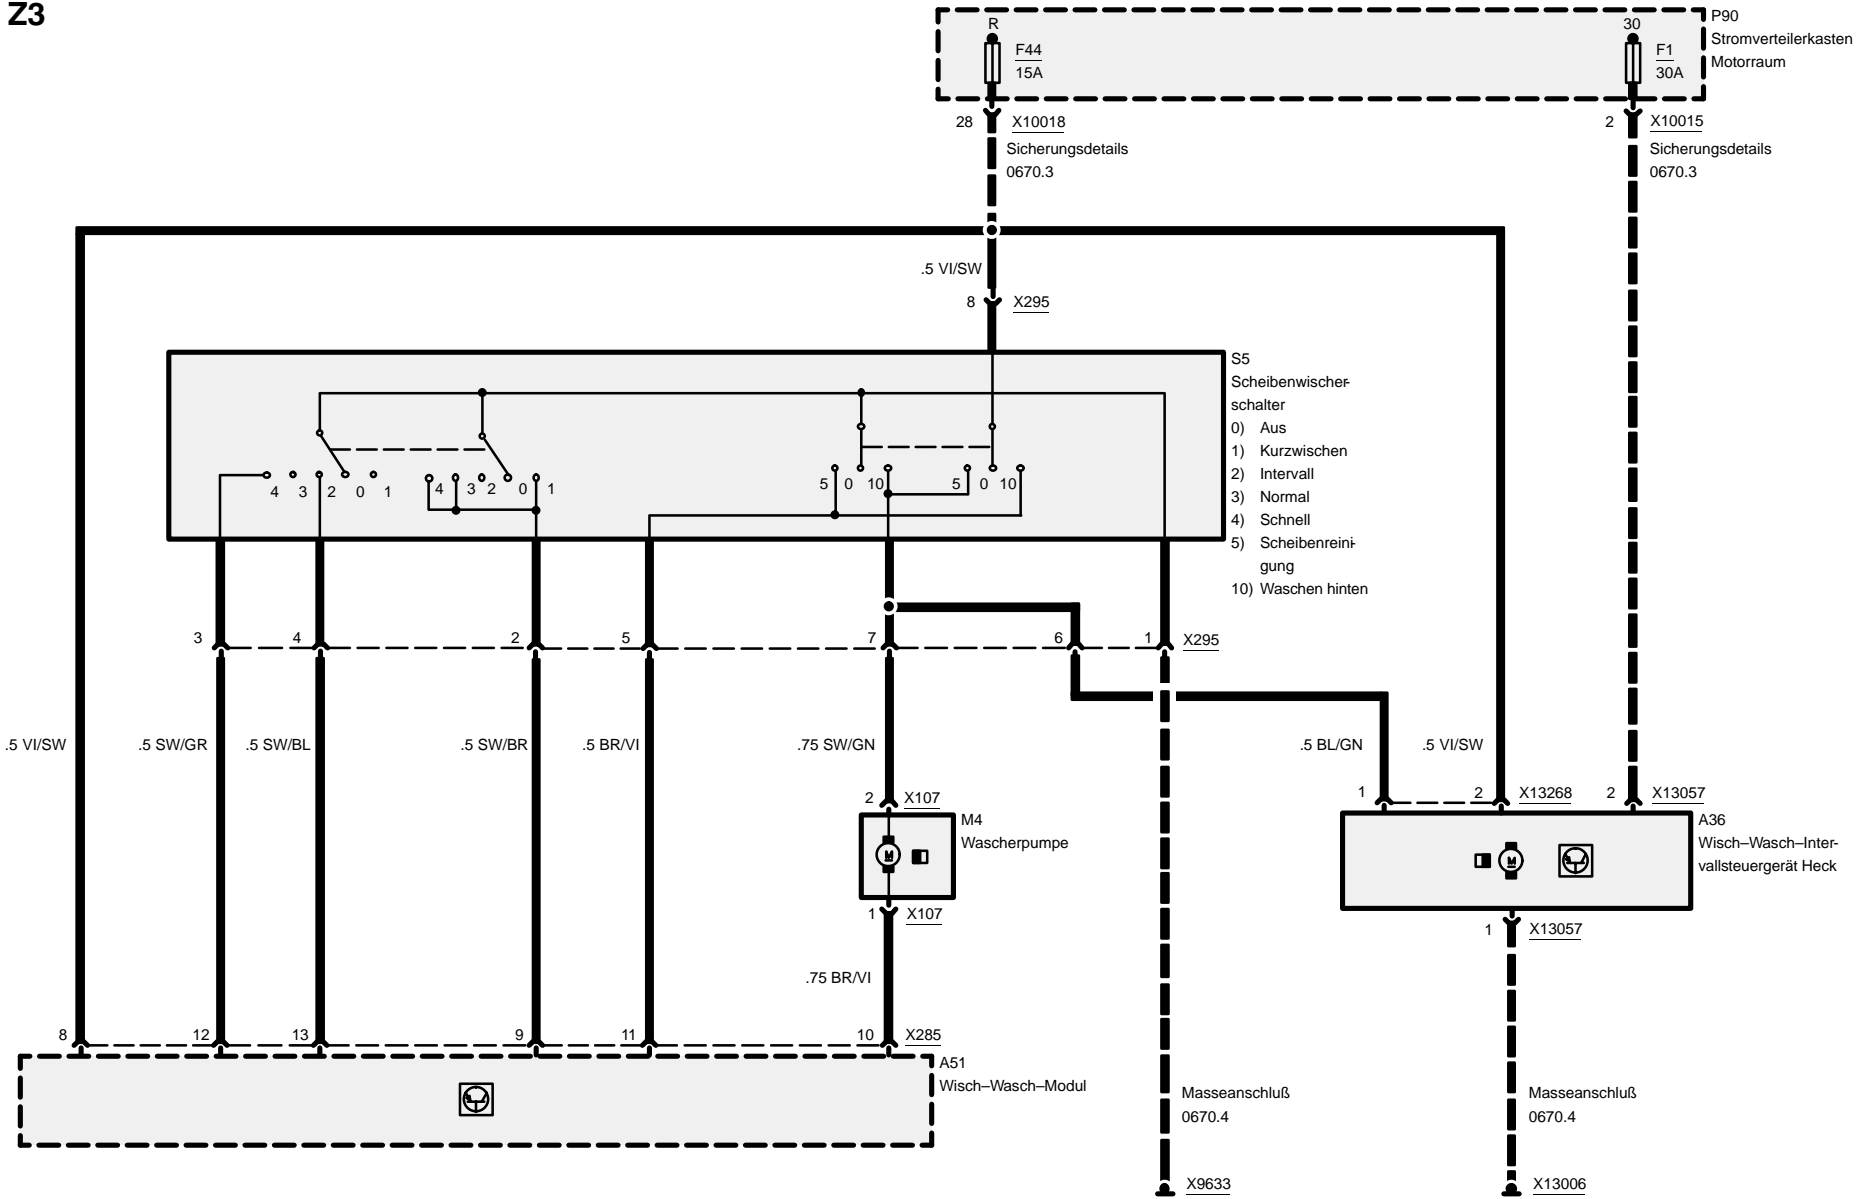 Z3
R
F44
15A
30
F1
30A
P90
Stromverteilerkasten
Motorraum
28 X10018
Sicherungsdetails
0670.3
2 X10015
Sicherungsdetails
0670.3
.5 VI/SW
8 X295
S5
Scheibenwischer-
schalter
0) Aus
1) Kurzwischen
2) Intervall
3) Normal
4) Schnell
5) Scheibenreini-
gung
10) Waschen hinten
4 3 2 0 1
4 3 2 0 1
5 0 10
5 0 10
3 4 2 5 7 6 1 X295
.5 VI/SW
.5 SW/GR
.5 SW/BL
.5 SW/BR
.5 BR/VI
.75 SW/GN
.5 BL/GN
.5 VI/SW
2 X107
M4
Wascherpumpe
M
1 X107
.75 BR/VI
1 2 X13268
2 X13057
A36
Wisch–Wasch–Inter-
vallsteuergerät Heck
M
1 X13057
8 12 13 9 11 10 X285
A51
Wisch–Wasch–Modul
Masseanschluß
0670.4
X9633
Masseanschluß
0670.4
X13006